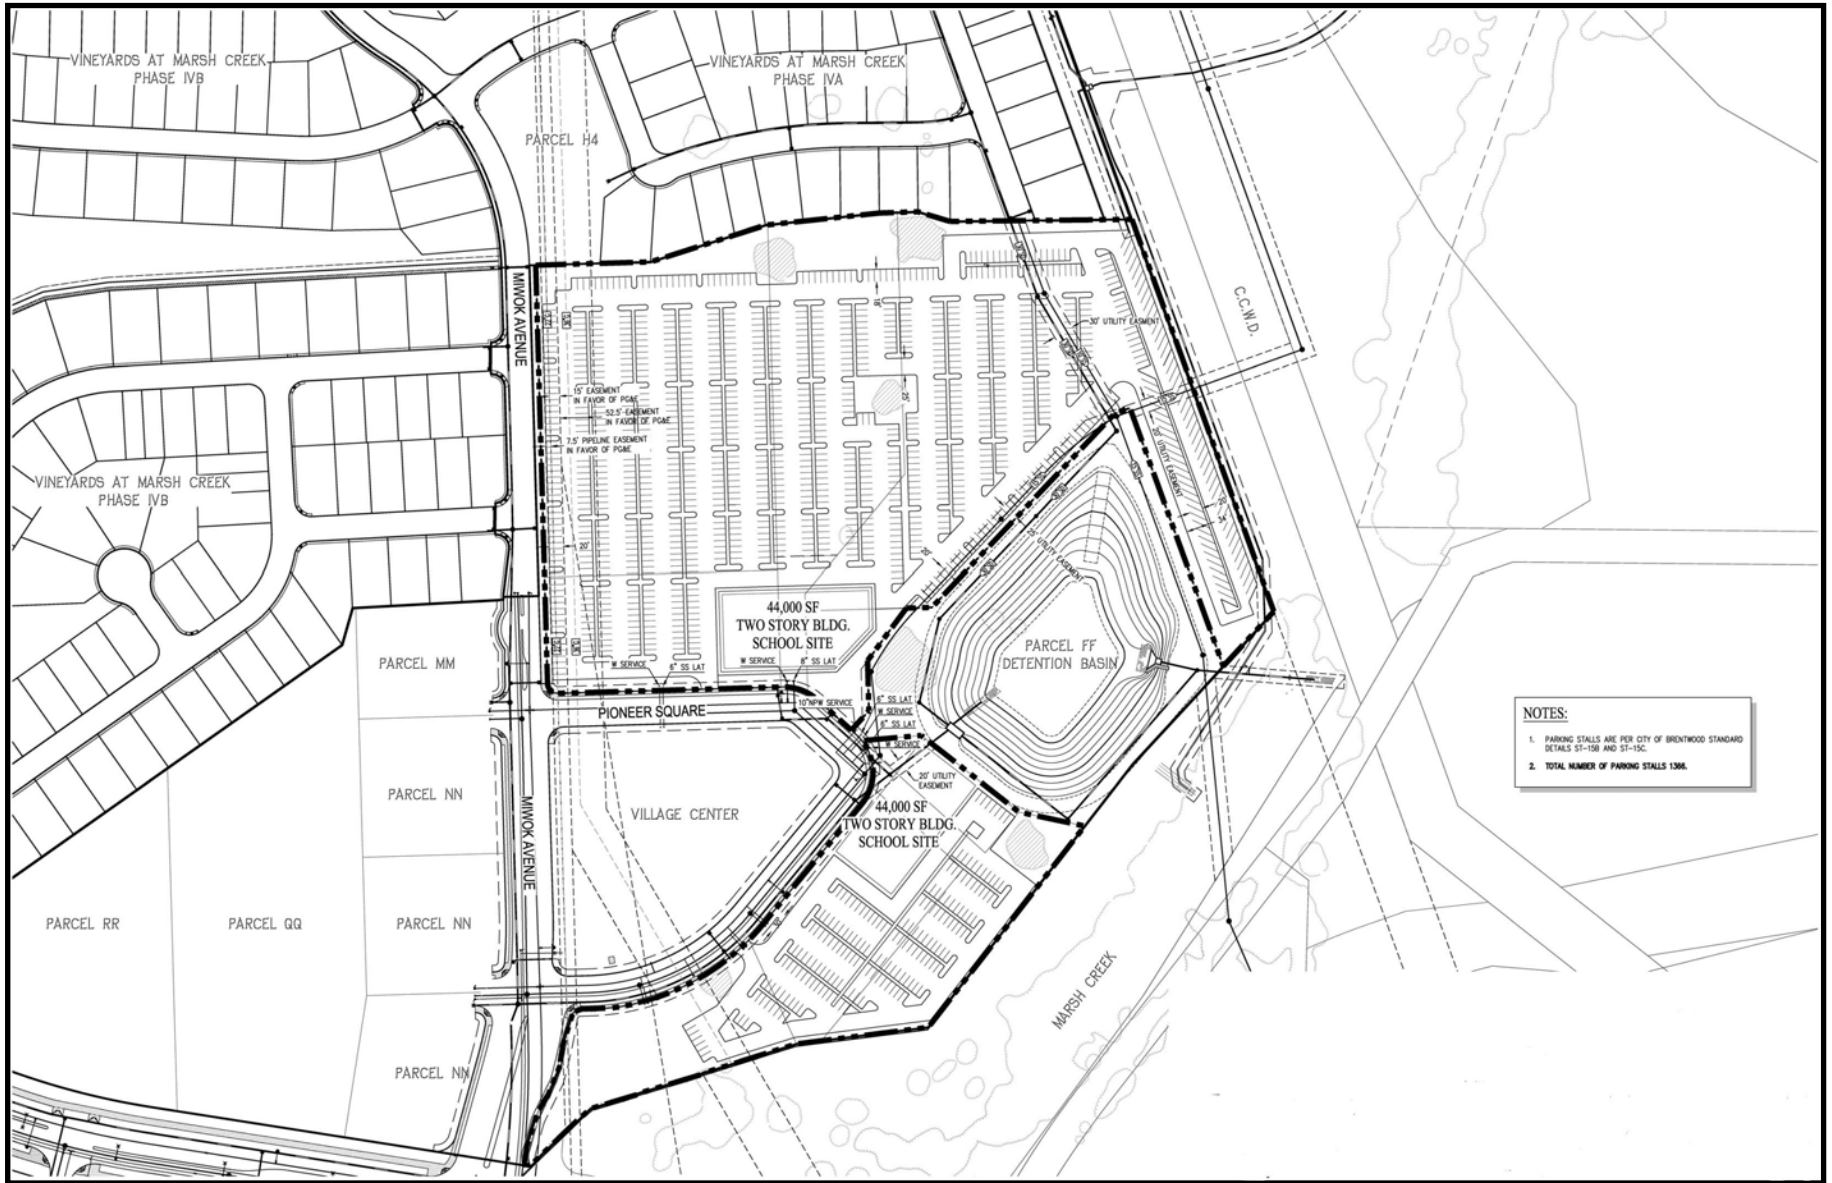 VINEYARDS AT MARSH CREEK
PHASE IVB
VINEYARDS AT MARSH CREEK
PHASE IVA
PARCEL H4
MIWOK AVENUE
C.C.W.D.
18'
30' UTILITY EASMENT
15' EASEMENT
IN FAVOR OF PG&E
52.5' EASEMENT
IN FAVOR OF PG&E
25'
7.5' PIPELINE EASEMENT
IN FAVOR OF PG&E
20' UTILITY EASEMENT
VINEYARDS AT MARSH CREEK
PHASE IVB
20'
20'
25' UTILITY EASEMENT
34'
44,000 SF
TWO STORY BLDG.
SCHOOL SITE
PARCEL FF
DETENTION BASIN
PARCEL MM
W SERVICE
6" SS LAT
W SERVICE
8" SS LAT
10"NPW SERVICE
6" SS LAT
W SERVICE
6" SS LAT
W SERVICE
PIONEER SQUARE
20' UTILITY
EASEMENT
NOTES:
1. PARKING STALLS ARE PER CITY OF BRENTWOOD STANDARD
DETAILS ST-15B AND ST-15C.
2. TOTAL NUMBER OF PARKING STALLS 1366.
PARCEL NN
MIWOK AVENUE
VILLAGE CENTER
44,000 SF
TWO STORY BLDG.
SCHOOL SITE
PARCEL RR
PARCEL QQ
PARCEL NN
MARSH CREEK
PARCEL NN